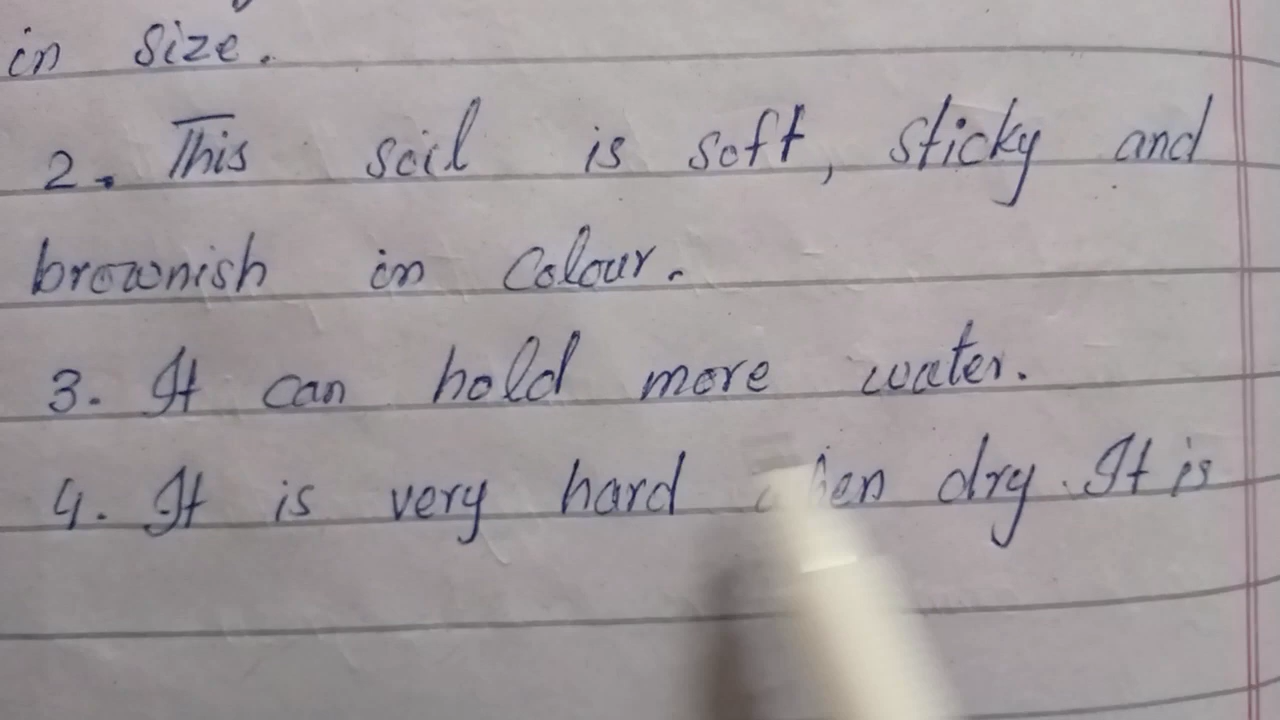 in size.
2. This soil is soft, sticky and
brownish in Colour.
3. It can hold more water.
4. It is very hard when dry. It is